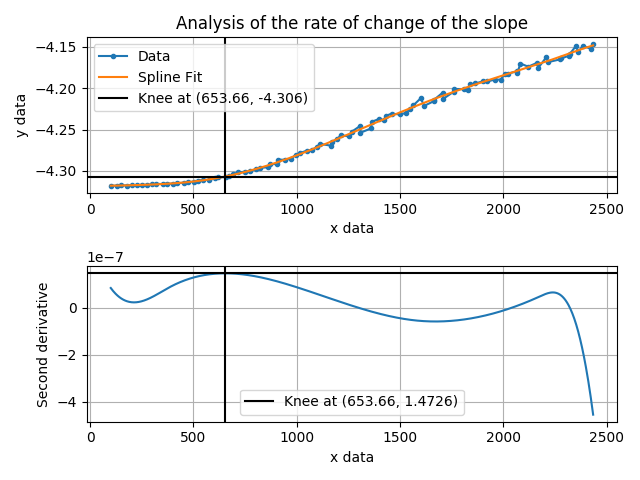 Analysis of the rate of change of the slope
−4.15
−4.20
−4.25
−4.30
y data
Data
Spline Fit
Knee at (653.66, -4.306)
0 500 1000 1500 2000 2500
x data
1e−7
0
−2
−4
Second derivative
Knee at (653.66, 1.4726)
0 500 1000 1500 2000 2500
x data